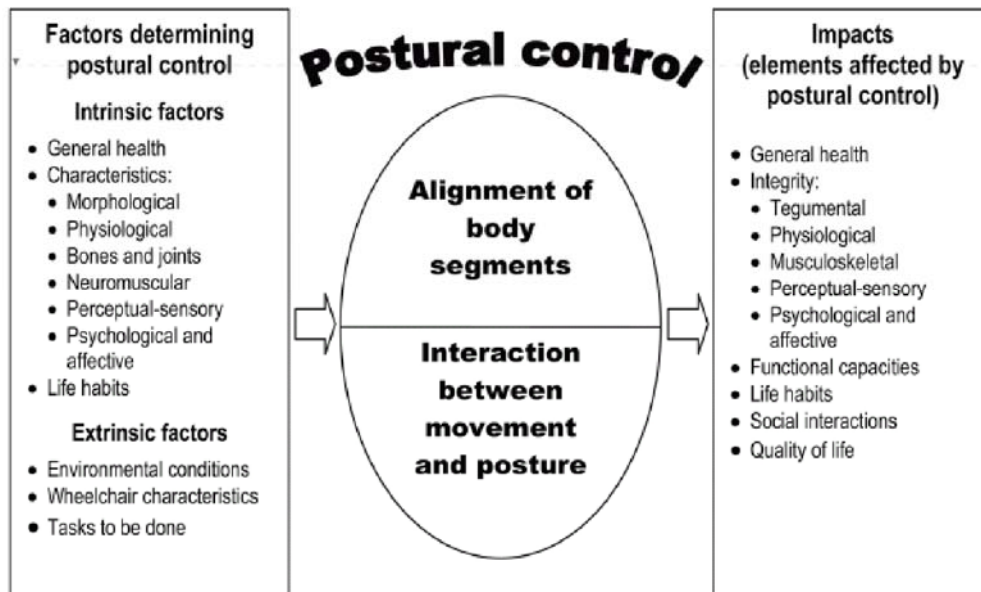 Factors determining
postural control
Intrinsic factors
• General health
• Characteristics:
• Morphological
• Physiological
• Bones and joints
• Neuromuscular
• Perceptual-sensory
• Psychological and
affective
• Life habits
Extrinsic factors
• Environmental conditions
• Wheelchair characteristics
• Tasks to be done
Postural control
Alignment of
body
segments
Interaction
between
movement
and posture
Impacts
(elements affected by
postural control)
• General health
• Integrity:
• Tegumental
• Physiological
• Musculoskeletal
• Perceptual-sensory
• Psychological and
affective
• Functional capacities
• Life habits
• Social interactions
• Quality of life